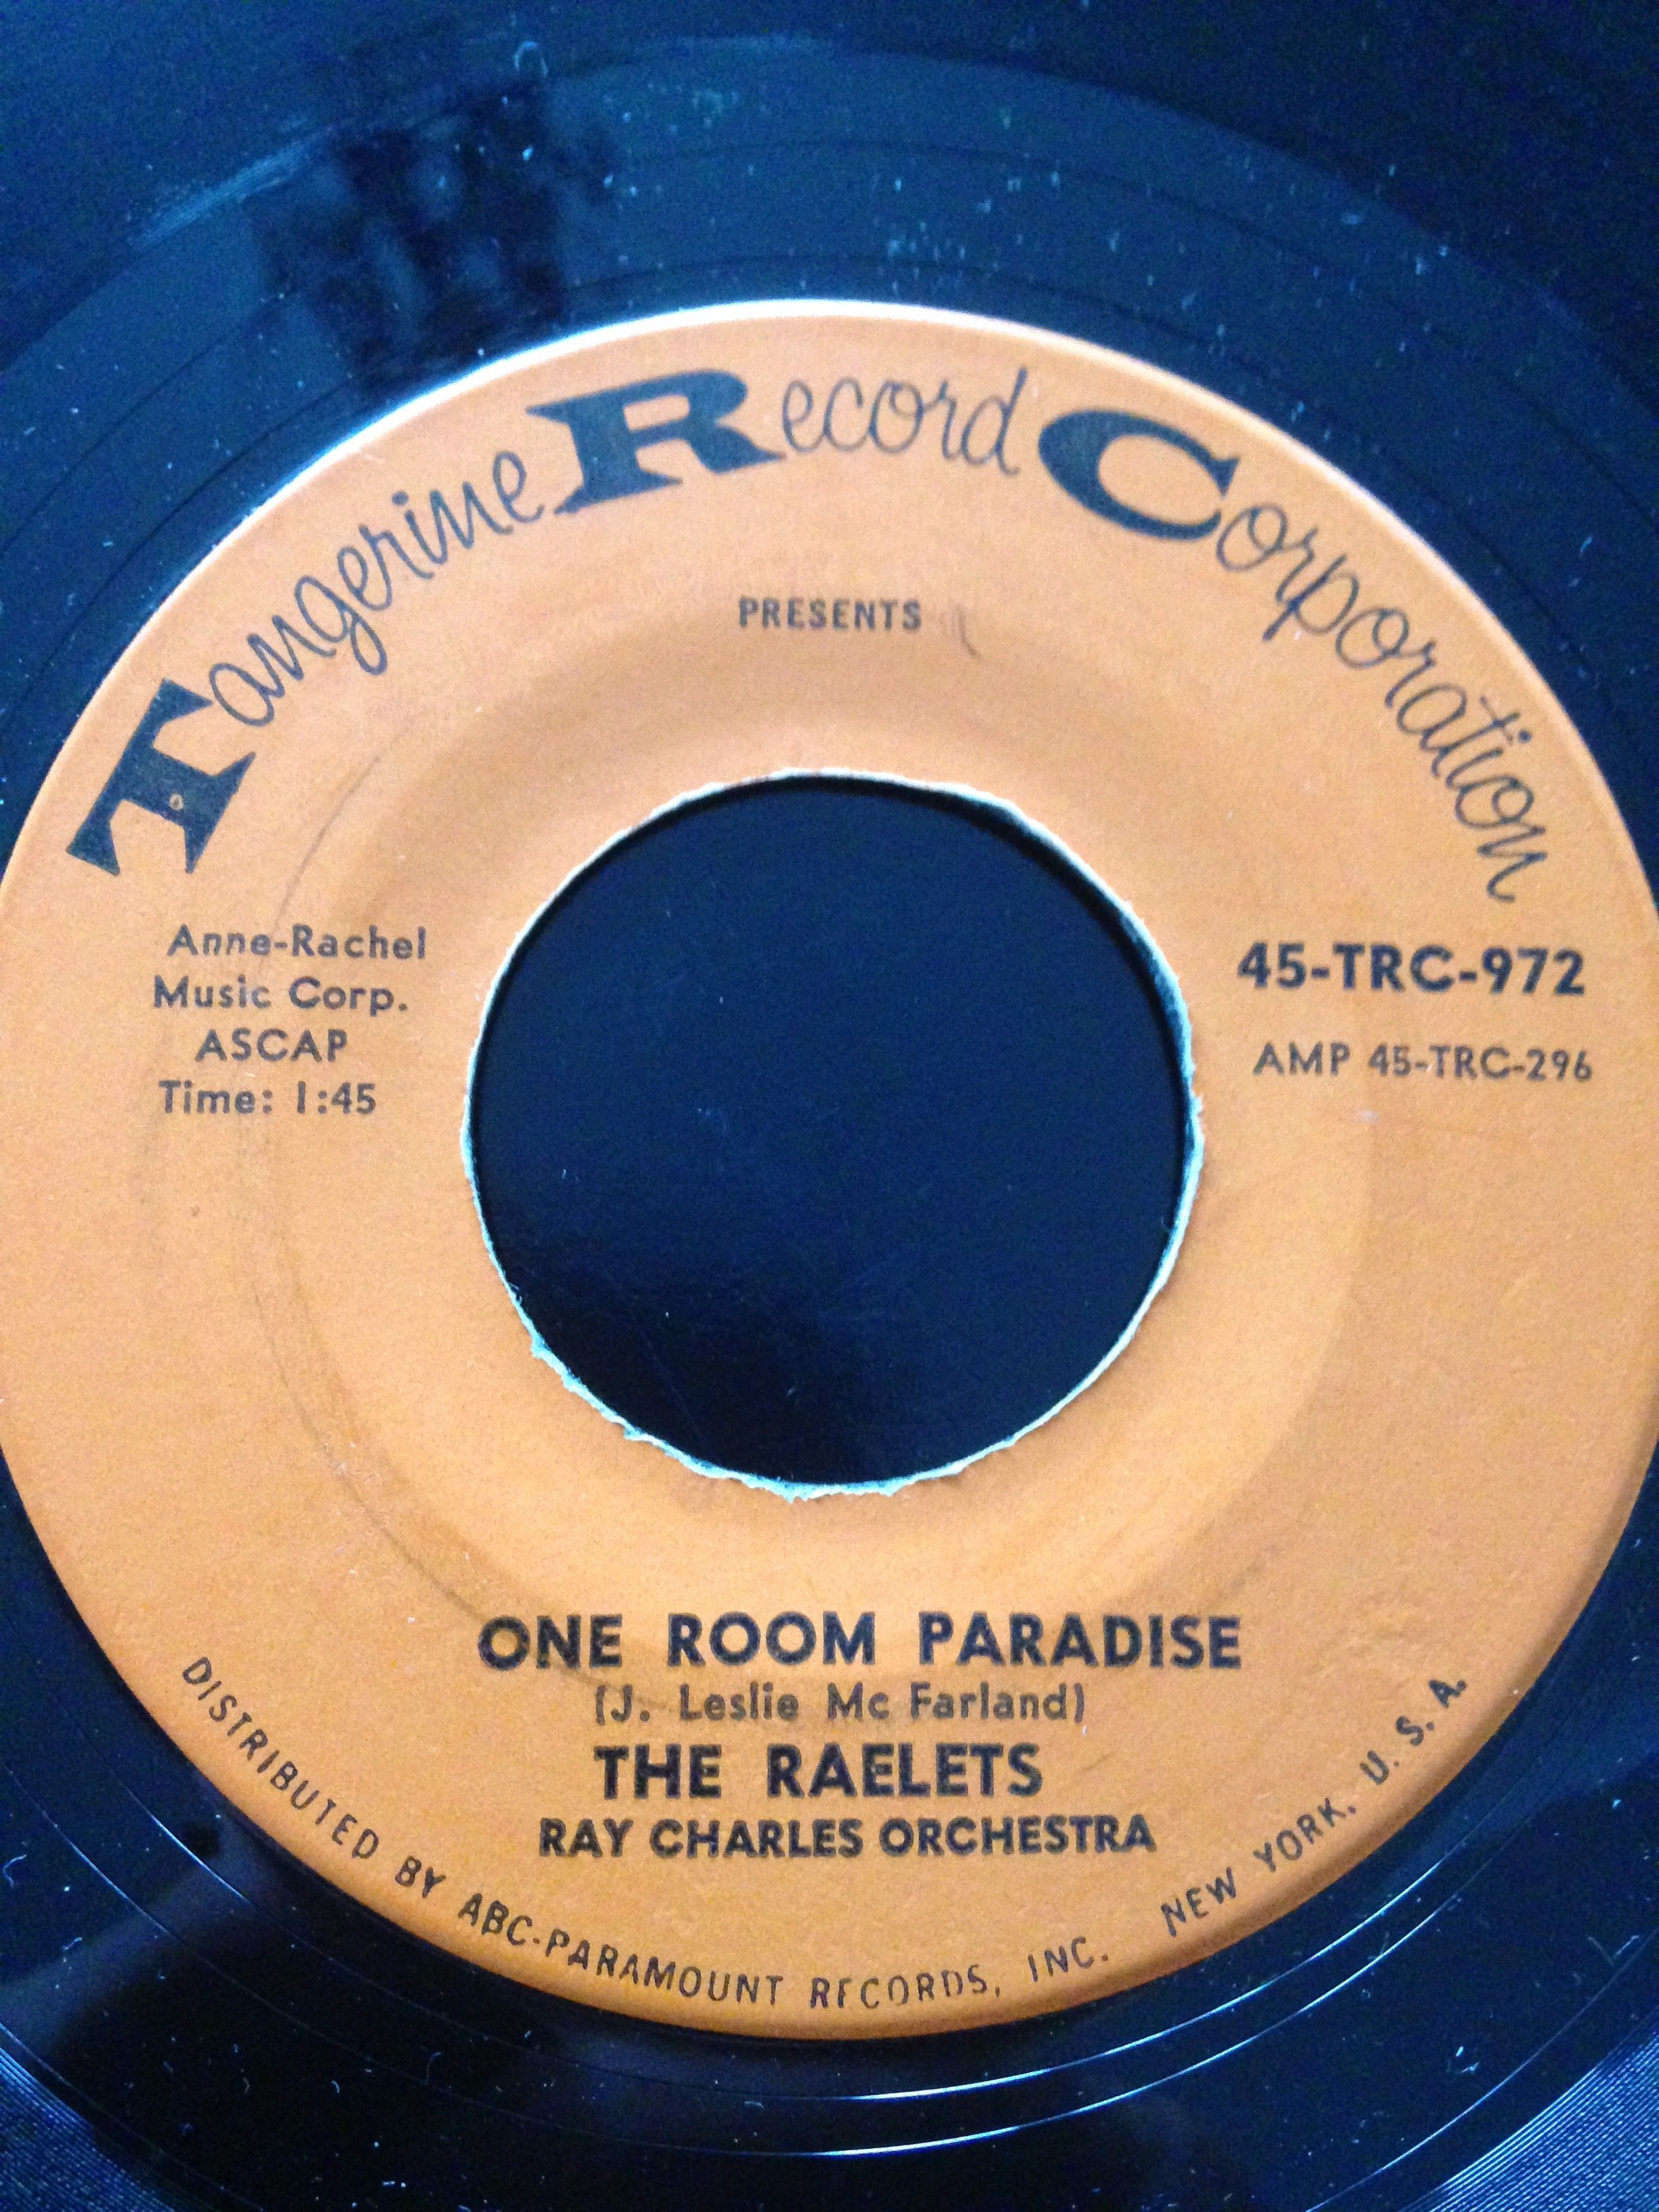 Tangerine Record Corporation
PRESENTS
Anne-Rachel
Music Corp.
ASCAP
Time: 1:45
45-TRC-972
AMP 45-TRC-296
ONE ROOM PARADISE
(J. Leslie Mc Farland)
THE RAELETS
RAY CHARLES ORCHESTRA
DISTRIBUTED BY ABC-PARAMOUNT RECORDS, INC. NEW YORK, U. S. A.